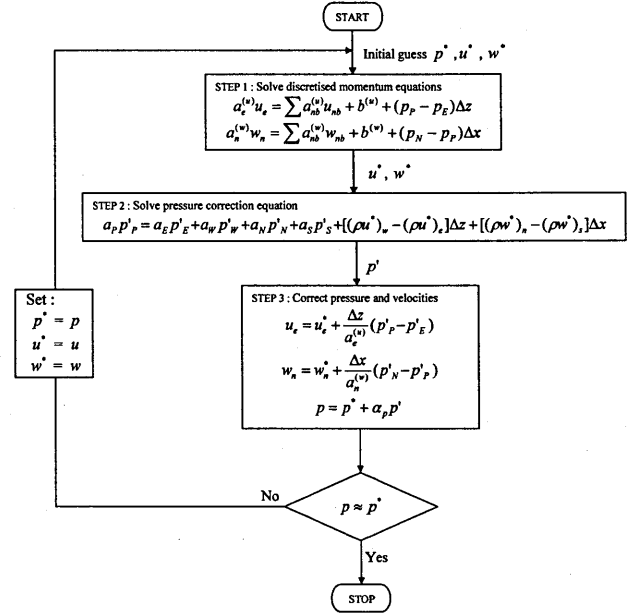 START
Initial guess p*, u*, w*
STEP 1 : Solve discretised momentum equations
a_e^(u) u_e = ∑ a_nb^(u) u_nb + b^(u) + (p_P − p_E)Δz
a_n^(w) w_n = ∑ a_nb^(w) w_nb + b^(w) + (p_N − p_P)Δx
u*, w*
STEP 2 : Solve pressure correction equation
a_P p'_P = a_E p'_E + a_W p'_W + a_N p'_N + a_S p'_S + [(ρu*)_w − (ρu*)_e]Δz + [(ρw*)_n − (ρw*)_s]Δx
p'
STEP 3 : Correct pressure and velocities
u_e = u*_e + Δz/a_e^(u) (p'_P − p'_E)
w_n = w*_n + Δx/a_n^(w) (p'_N − p'_P)
p = p* + α_p p'
Set :
p* = p
u* = u
w* = w
No
p ≈ p*
Yes
STOP